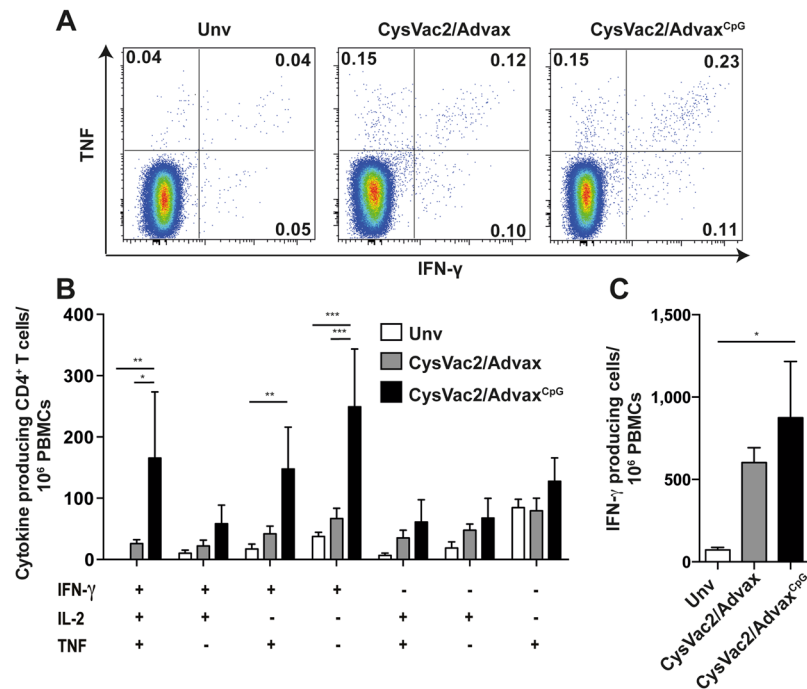 A
Unv
CysVac2/Advax
CysVac2/Advax^CpG
0.04
0.04
0.05
0.15
0.12
0.10
0.15
0.23
0.11
TNF
IFN-γ
B
Cytokine producing CD4⁺ T cells/
10⁶ PBMCs
400
300
200
100
0
**
*
**
***
***
Unv
CysVac2/Advax
CysVac2/Advax^CpG
IFN-γ + + + + - - -
IL-2 + + - - + + -
TNF + - + - + - +
C
IFN-γ producing cells/
10⁶ PBMCs
1,500
1,000
500
0
*
Unv
CysVac2/Advax
CysVac2/Advax^CpG